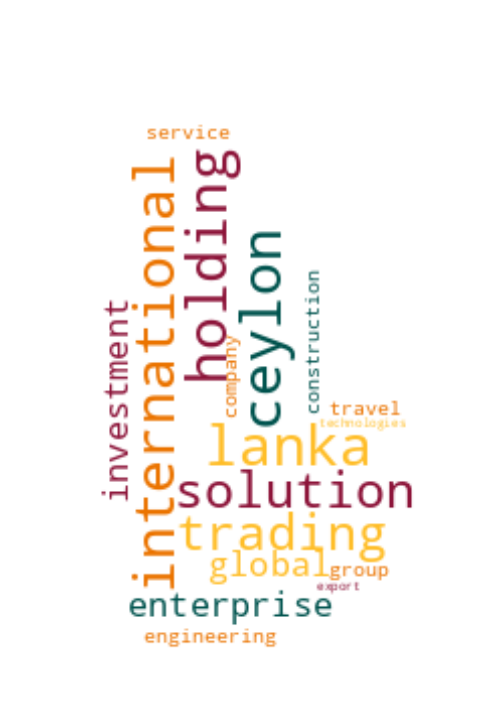 service
international
holding
ceylon
investment
company
construction
travel
technologies
lanka
solution
trading
global
group
export
enterprise
engineering